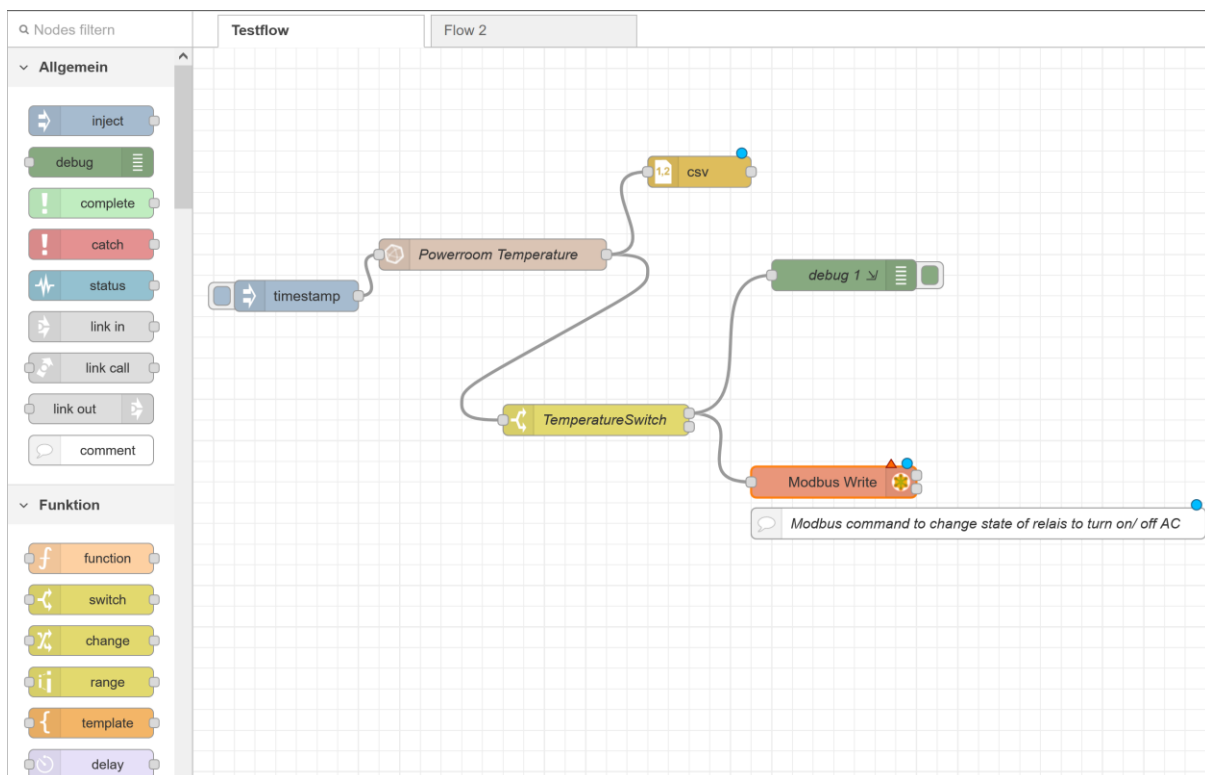 Nodes filtern
Testflow
Flow 2
Allgemein
inject
debug
complete
catch
status
link in
link call
link out
comment
Funktion
function
switch
change
range
template
delay
1,2
csv
Powerroom Temperature
timestamp
debug 1
TemperatureSwitch
Modbus Write
Modbus command to change state of relais to turn on/ off AC